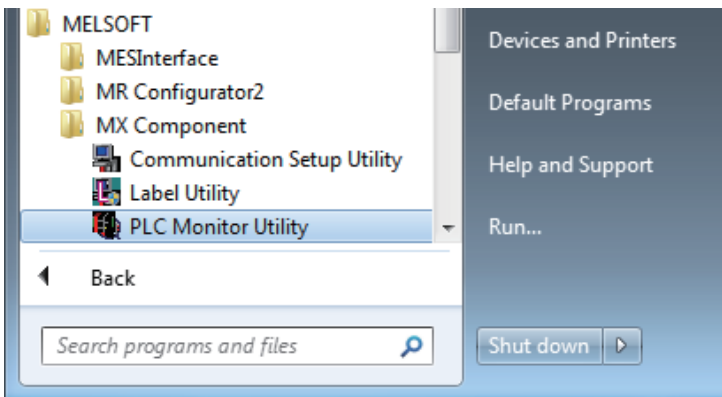 MELSOFT
MESInterface
MR Configurator2
MX Component
Communication Setup Utility
Label Utility
PLC Monitor Utility
Back
Search programs and files
Devices and Printers
Default Programs
Help and Support
Run...
Shut down